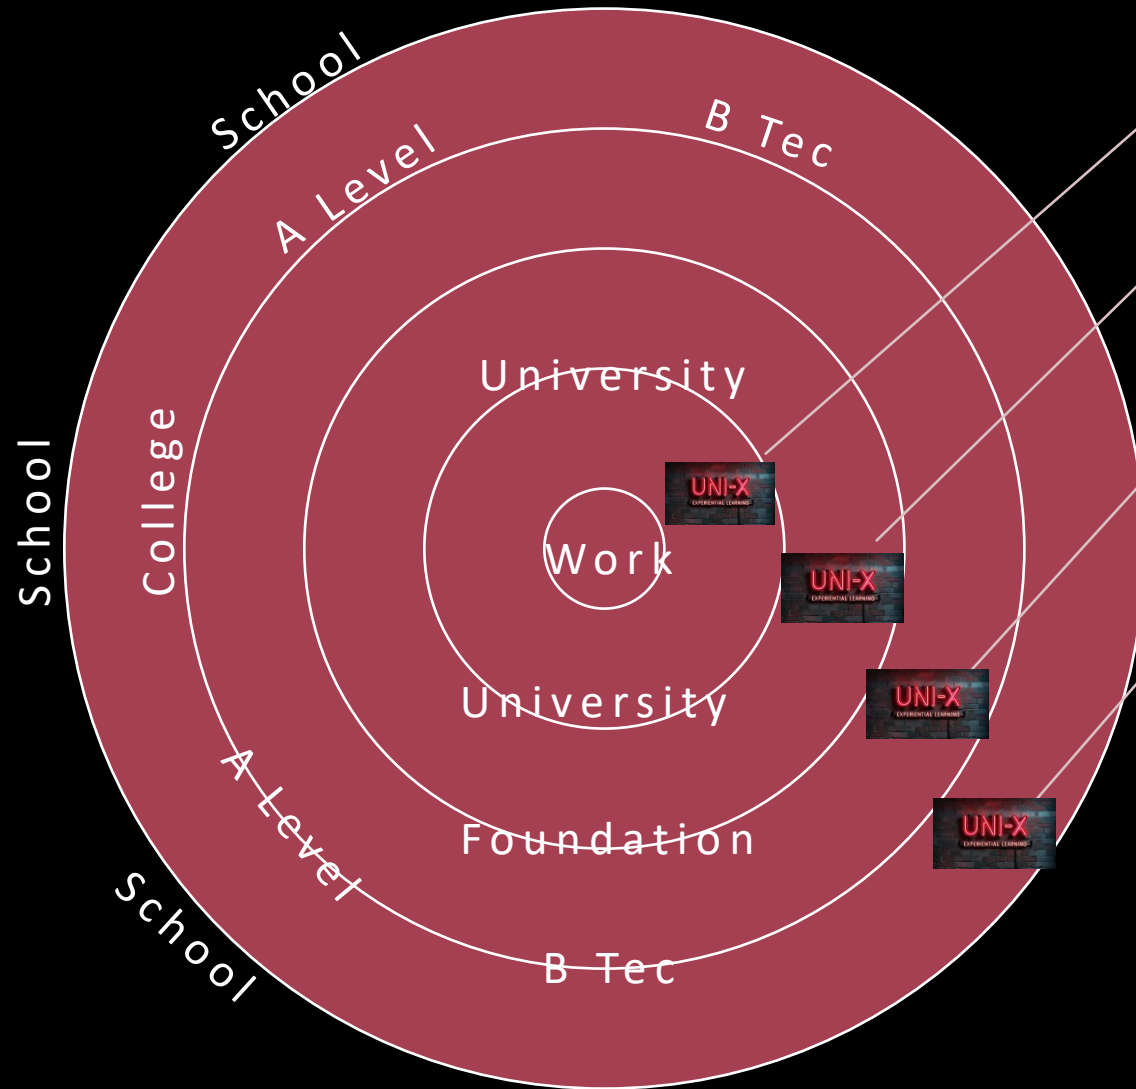 School
A Level
B Tec
University
College
School
UNI-X
EXPERIENTIAL LEARNING
Work
UNI-X
EXPERIENTIAL LEARNING
University
UNI-X
EXPERIENTIAL LEARNING
A Level
Foundation
UNI-X
EXPERIENTIAL LEARNING
School
B Tec